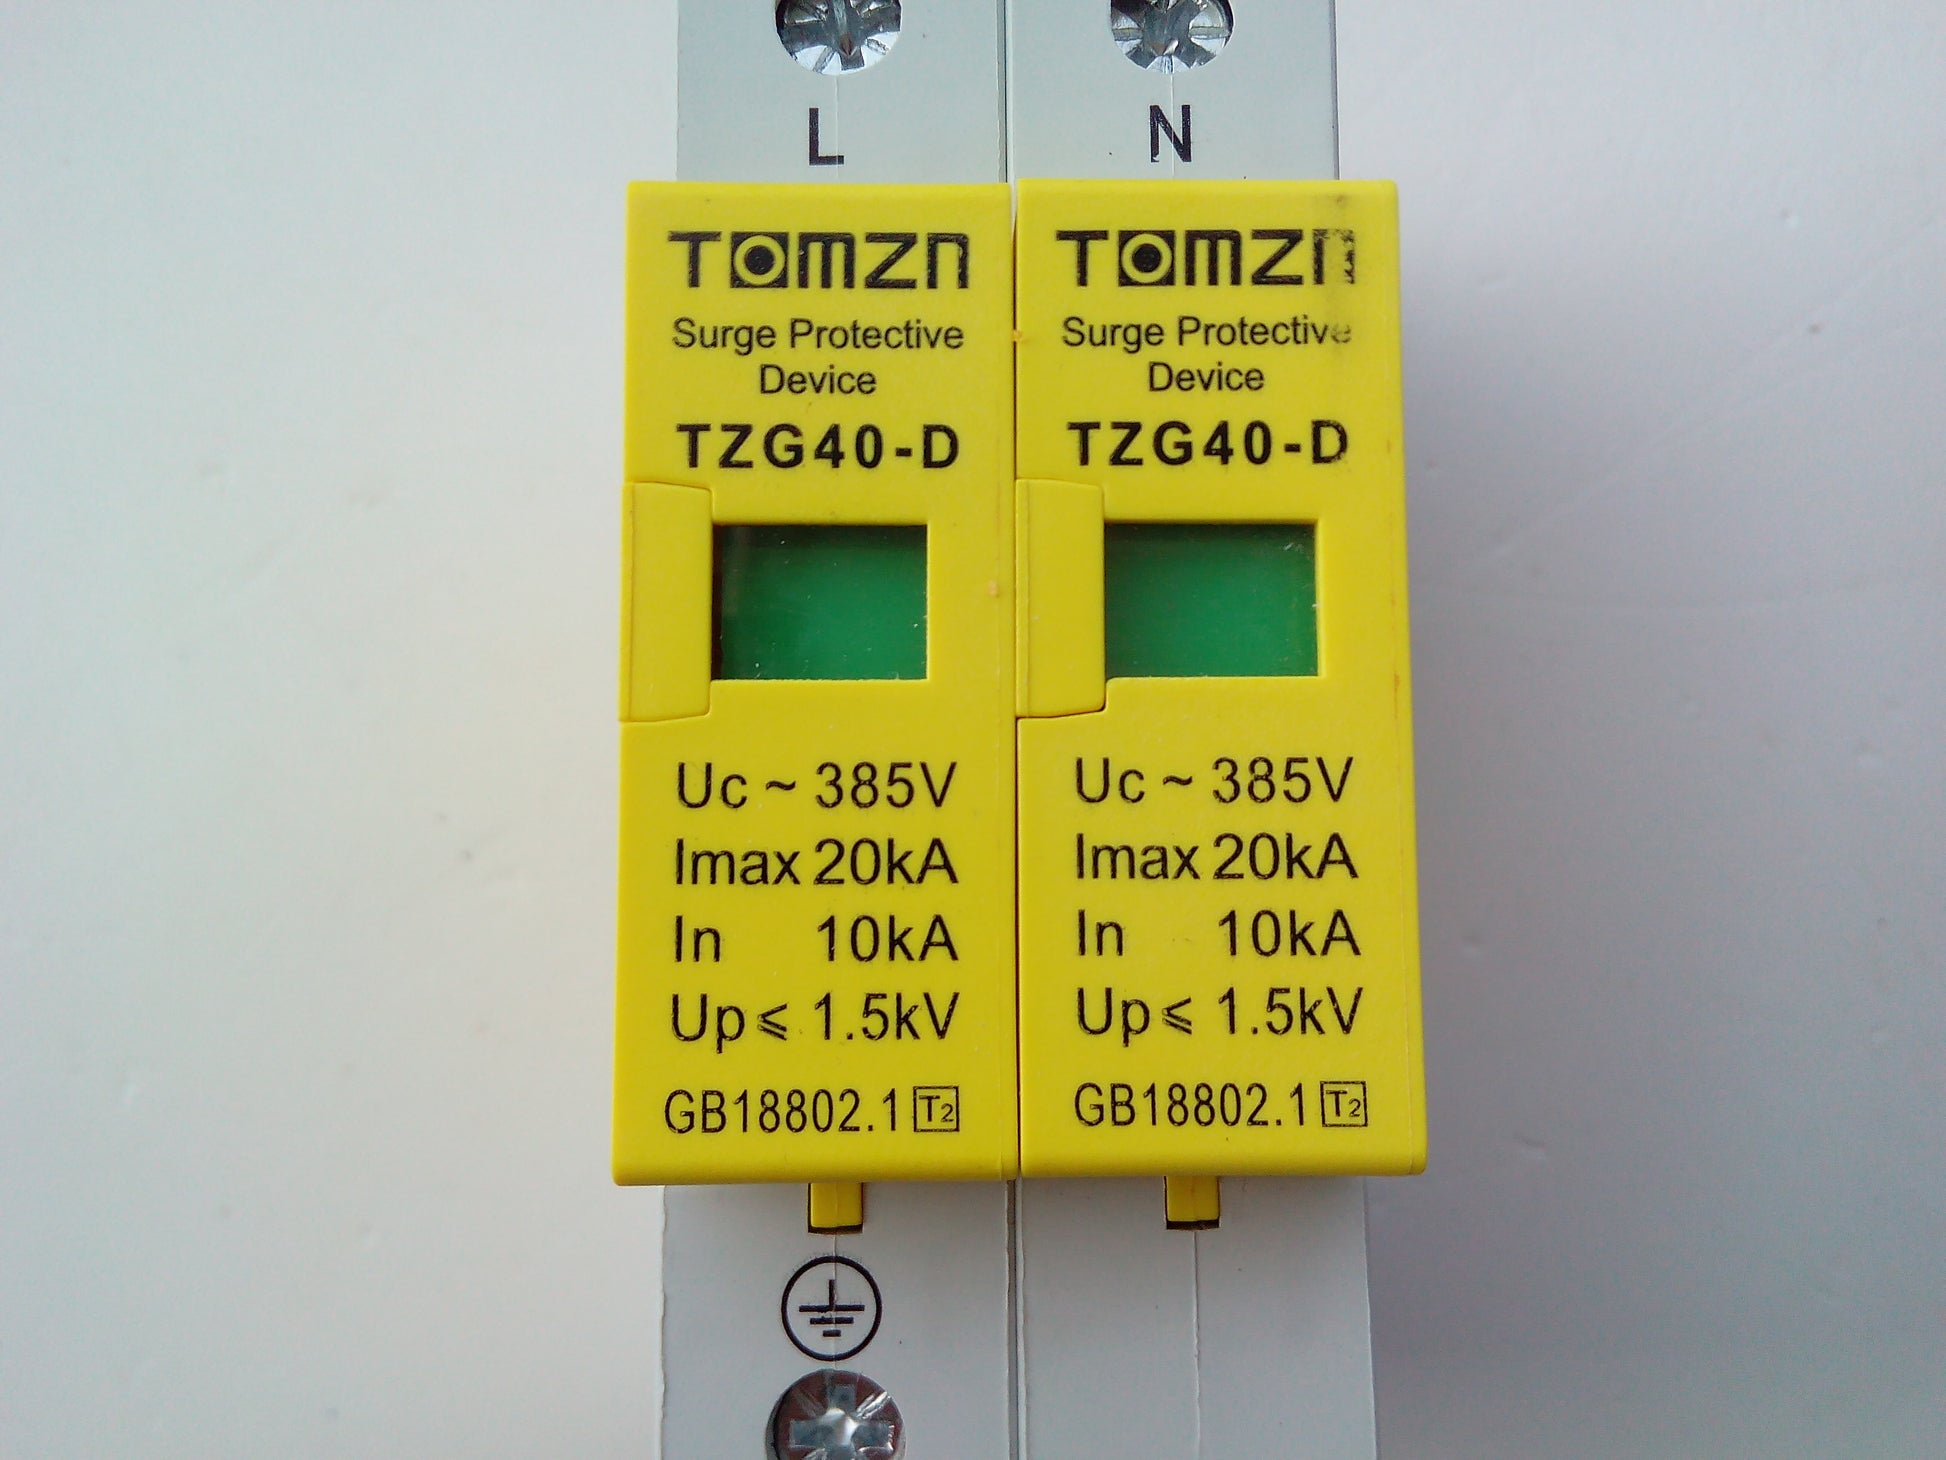 L
N
TOMZN
Surge Protective
Device
TZG40-D
Uc ~ 385V
Imax 20kA
In 10kA
Up ⩽ 1.5kV
GB18802.1 T2
TOMZN
Surge Protective
Device
TZG40-D
Uc ~ 385V
Imax 20kA
In 10kA
Up ⩽ 1.5kV
GB18802.1 T2